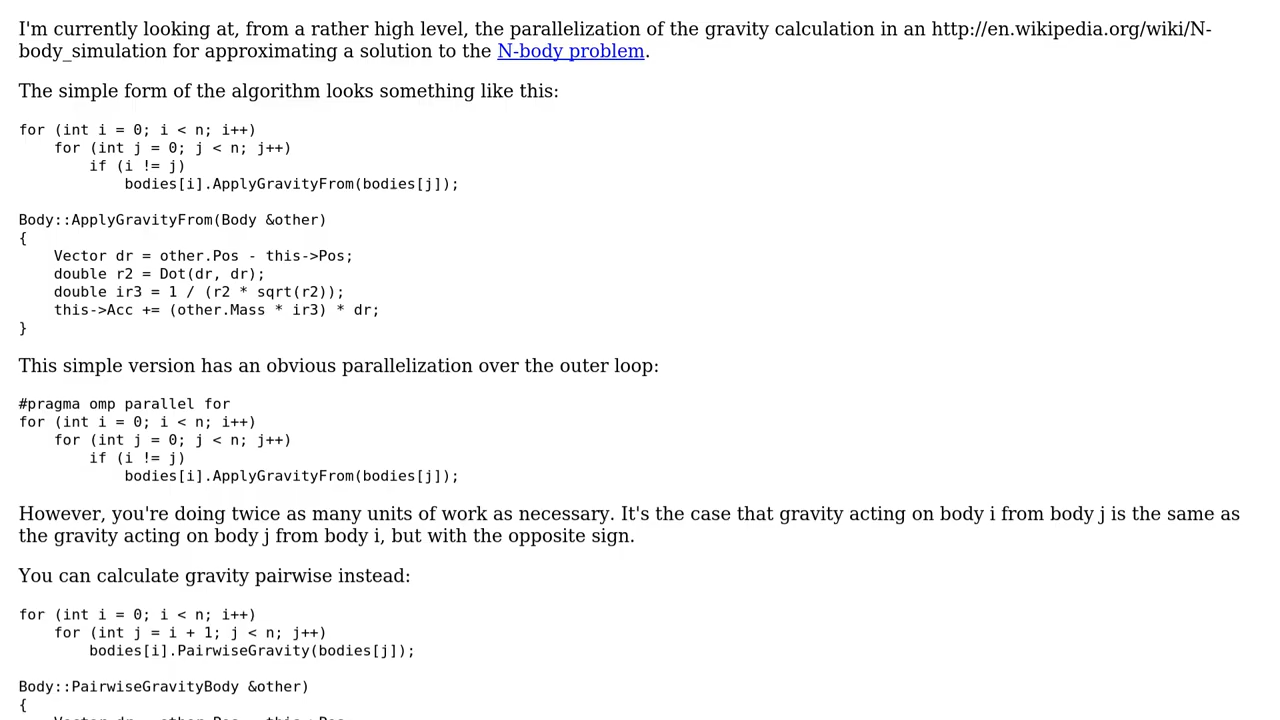 I'm currently looking at, from a rather high level, the parallelization of the gravity calculation in an http://en.wikipedia.org/wiki/N-
body_simulation for approximating a solution to the N-body problem.
The simple form of the algorithm looks something like this:
for (int i = 0; i < n; i++)
    for (int j = 0; j < n; j++)
        if (i != j)
            bodies[i].ApplyGravityFrom(bodies[j]);
Body::ApplyGravityFrom(Body &other)
{
    Vector dr = other.Pos - this->Pos;
    double r2 = Dot(dr, dr);
    double ir3 = 1 / (r2 * sqrt(r2));
    this->Acc += (other.Mass * ir3) * dr;
}
This simple version has an obvious parallelization over the outer loop:
#pragma omp parallel for
for (int i = 0; i < n; i++)
    for (int j = 0; j < n; j++)
        if (i != j)
            bodies[i].ApplyGravityFrom(bodies[j]);
However, you're doing twice as many units of work as necessary. It's the case that gravity acting on body i from body j is the same as
the gravity acting on body j from body i, but with the opposite sign.
You can calculate gravity pairwise instead:
for (int i = 0; i < n; i++)
    for (int j = i + 1; j < n; j++)
        bodies[i].PairwiseGravity(bodies[j]);
Body::PairwiseGravityBody &other)
{